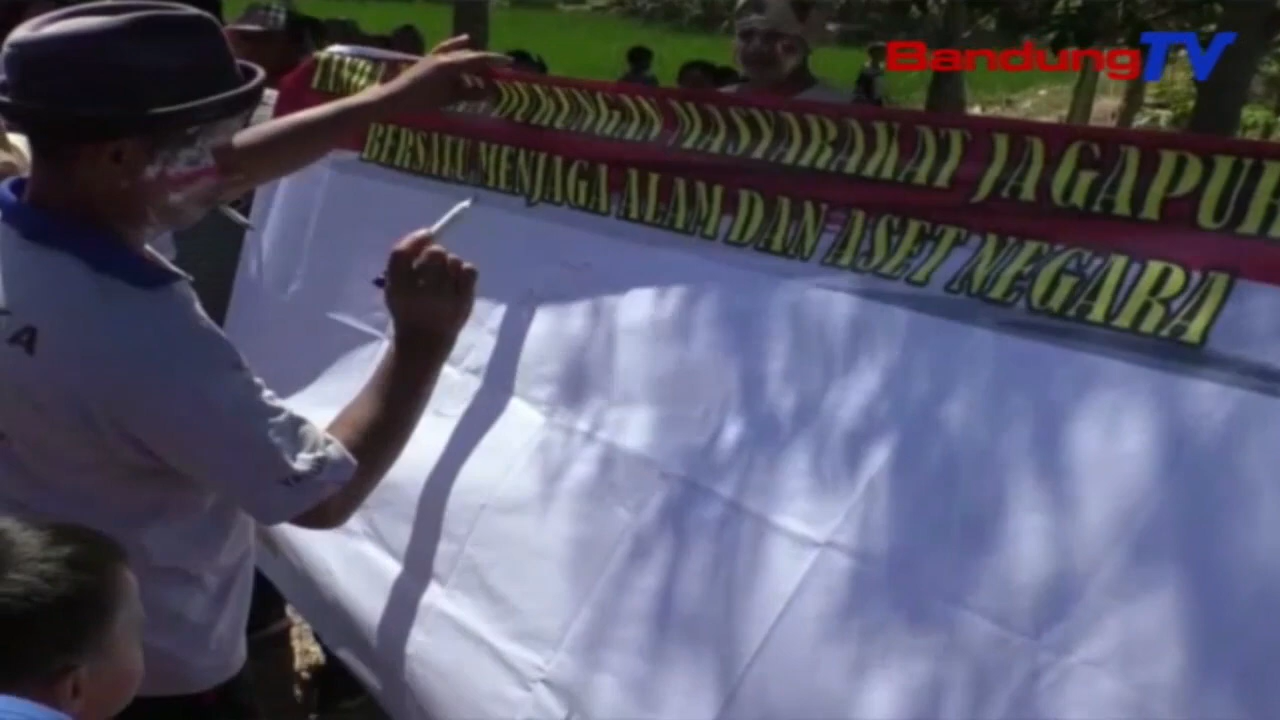 BandungTV
DUKUNGAN MASYARAKAT JAGAPUR
BERSATU MENJAGA ALAM DAN ASET NEGARA
A